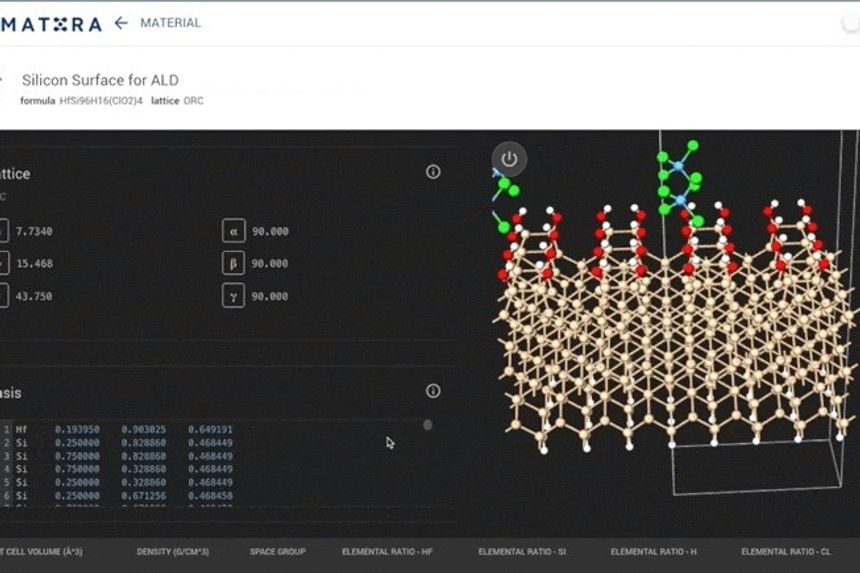 MATERA ← MATERIAL
Silicon Surface for ALD
formula HfSi96H16(ClO2)4 lattice ORC
ttice
C
7.7340 α 90.000
15.468 β 90.000
43.750 γ 90.000
asis
1 Hf 0.193950 0.903025 0.649191
2 Si 0.250000 0.828860 0.468449
3 Si 0.750000 0.828860 0.468449
4 Si 0.750000 0.328860 0.468449
5 Si 0.250000 0.328860 0.468449
6 Si 0.250000 0.671256 0.468458
T CELL VOLUME (Å^3) DENSITY (G/CM^3) SPACE GROUP ELEMENTAL RATIO - HF ELEMENTAL RATIO - SI ELEMENTAL RATIO - H ELEMENTAL RATIO - CL